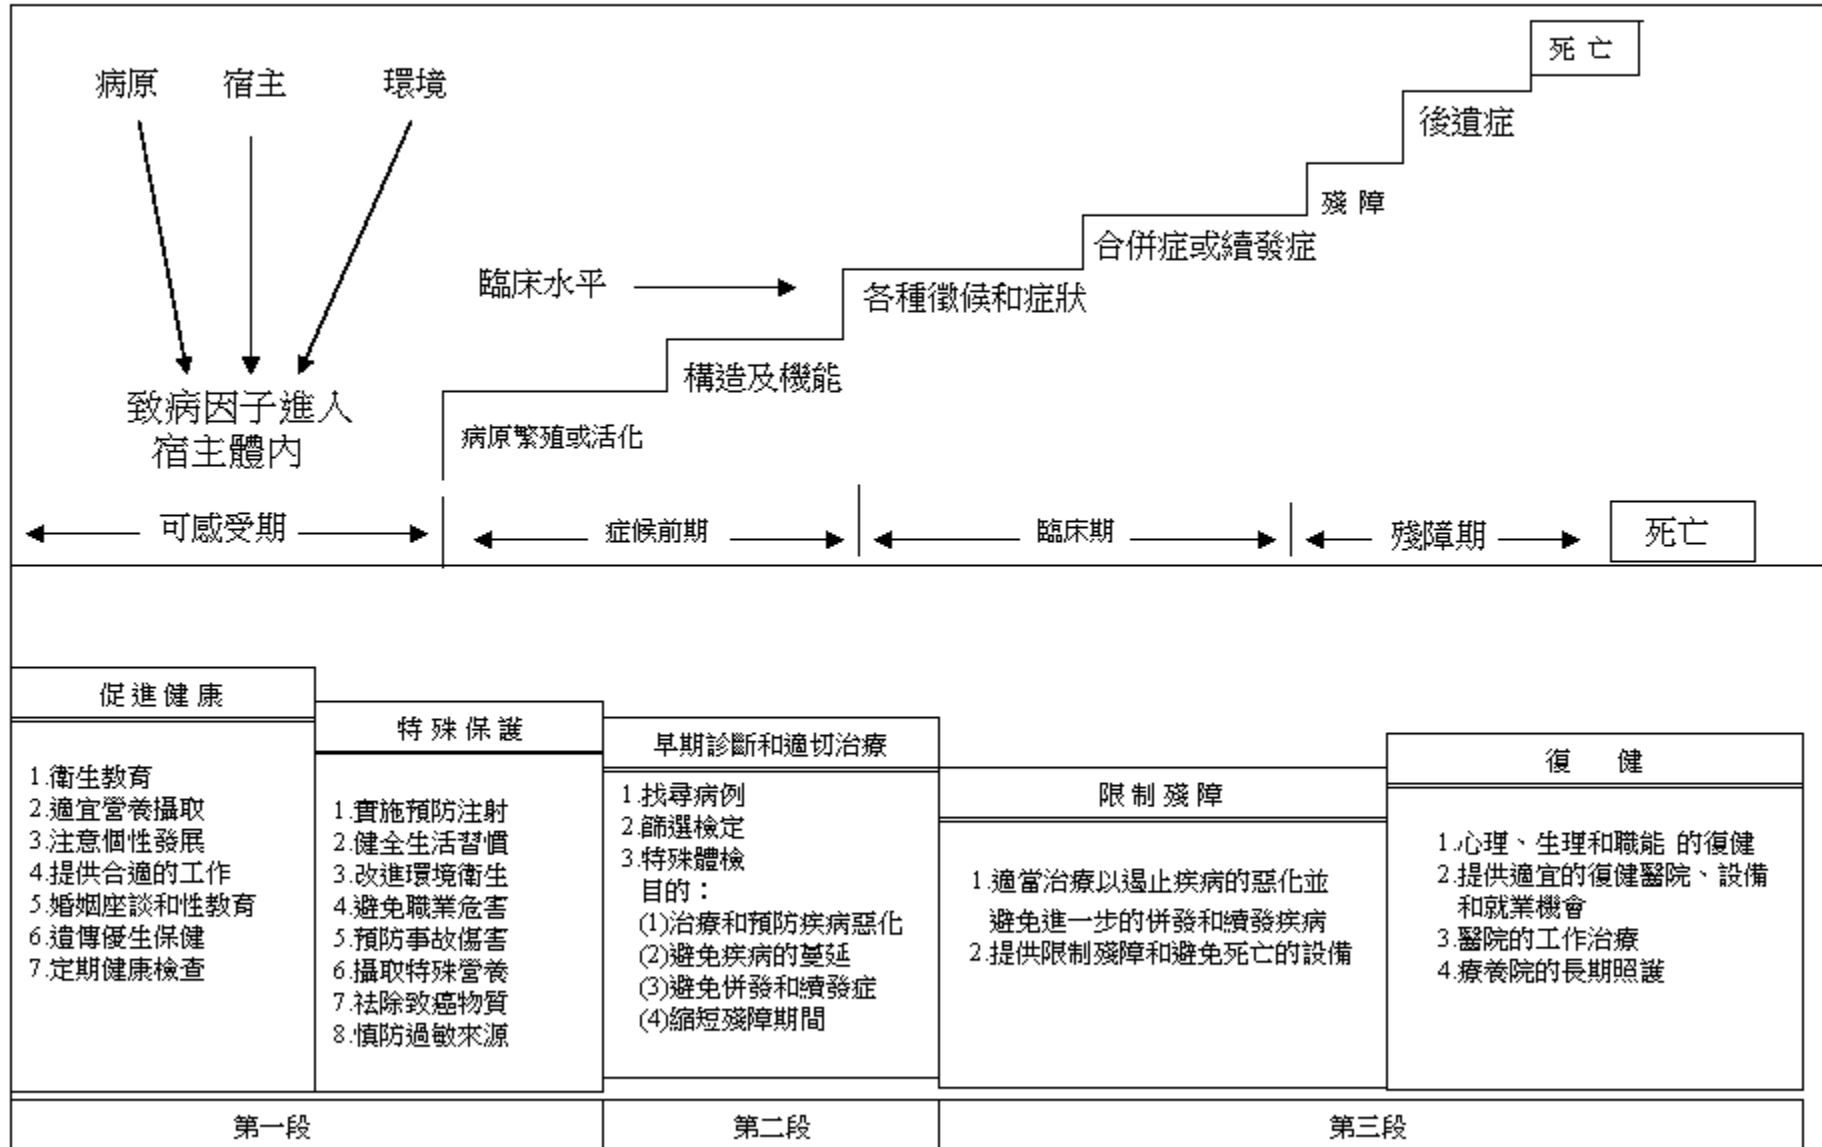 死 亡
病原 宿主 環境
後遺症
殘 障
合併症或續發症
臨床水平
各種徵候和症狀
構造及機能
致病因子進入
宿主體內
病原繁殖或活化
可感受期 症候前期 臨床期 殘障期 死亡
促進健康
1.衛生教育
2.適宜營養攝取
3.注意個性發展
4.提供合適的工作
5.婚姻座談和性教育
6.遺傳優生保健
7.定期健康檢查
特殊保護
1.實施預防注射
2.健全生活習慣
3.改進環境衛生
4.避免職業危害
5.預防事故傷害
6.攝取特殊營養
7.祛除致癌物質
8.慎防過敏來源
早期診斷和適切治療
1.找尋病例
2.篩選檢定
3.特殊體檢
目的：
(1)治療和預防疾病惡化
(2)避免疾病的蔓延
(3)避免併發和續發症
(4)縮短殘障期間
限制殘障
1.適當治療以遏止疾病的惡化並
避免進一步的併發和續發疾病
2.提供限制殘障和避免死亡的設備
復 健
1.心理、生理和職能 的復健
2.提供適宜的復健醫院、設備
和就業機會
3.醫院的工作治療
4.療養院的長期照護
第一段 第二段 第三段